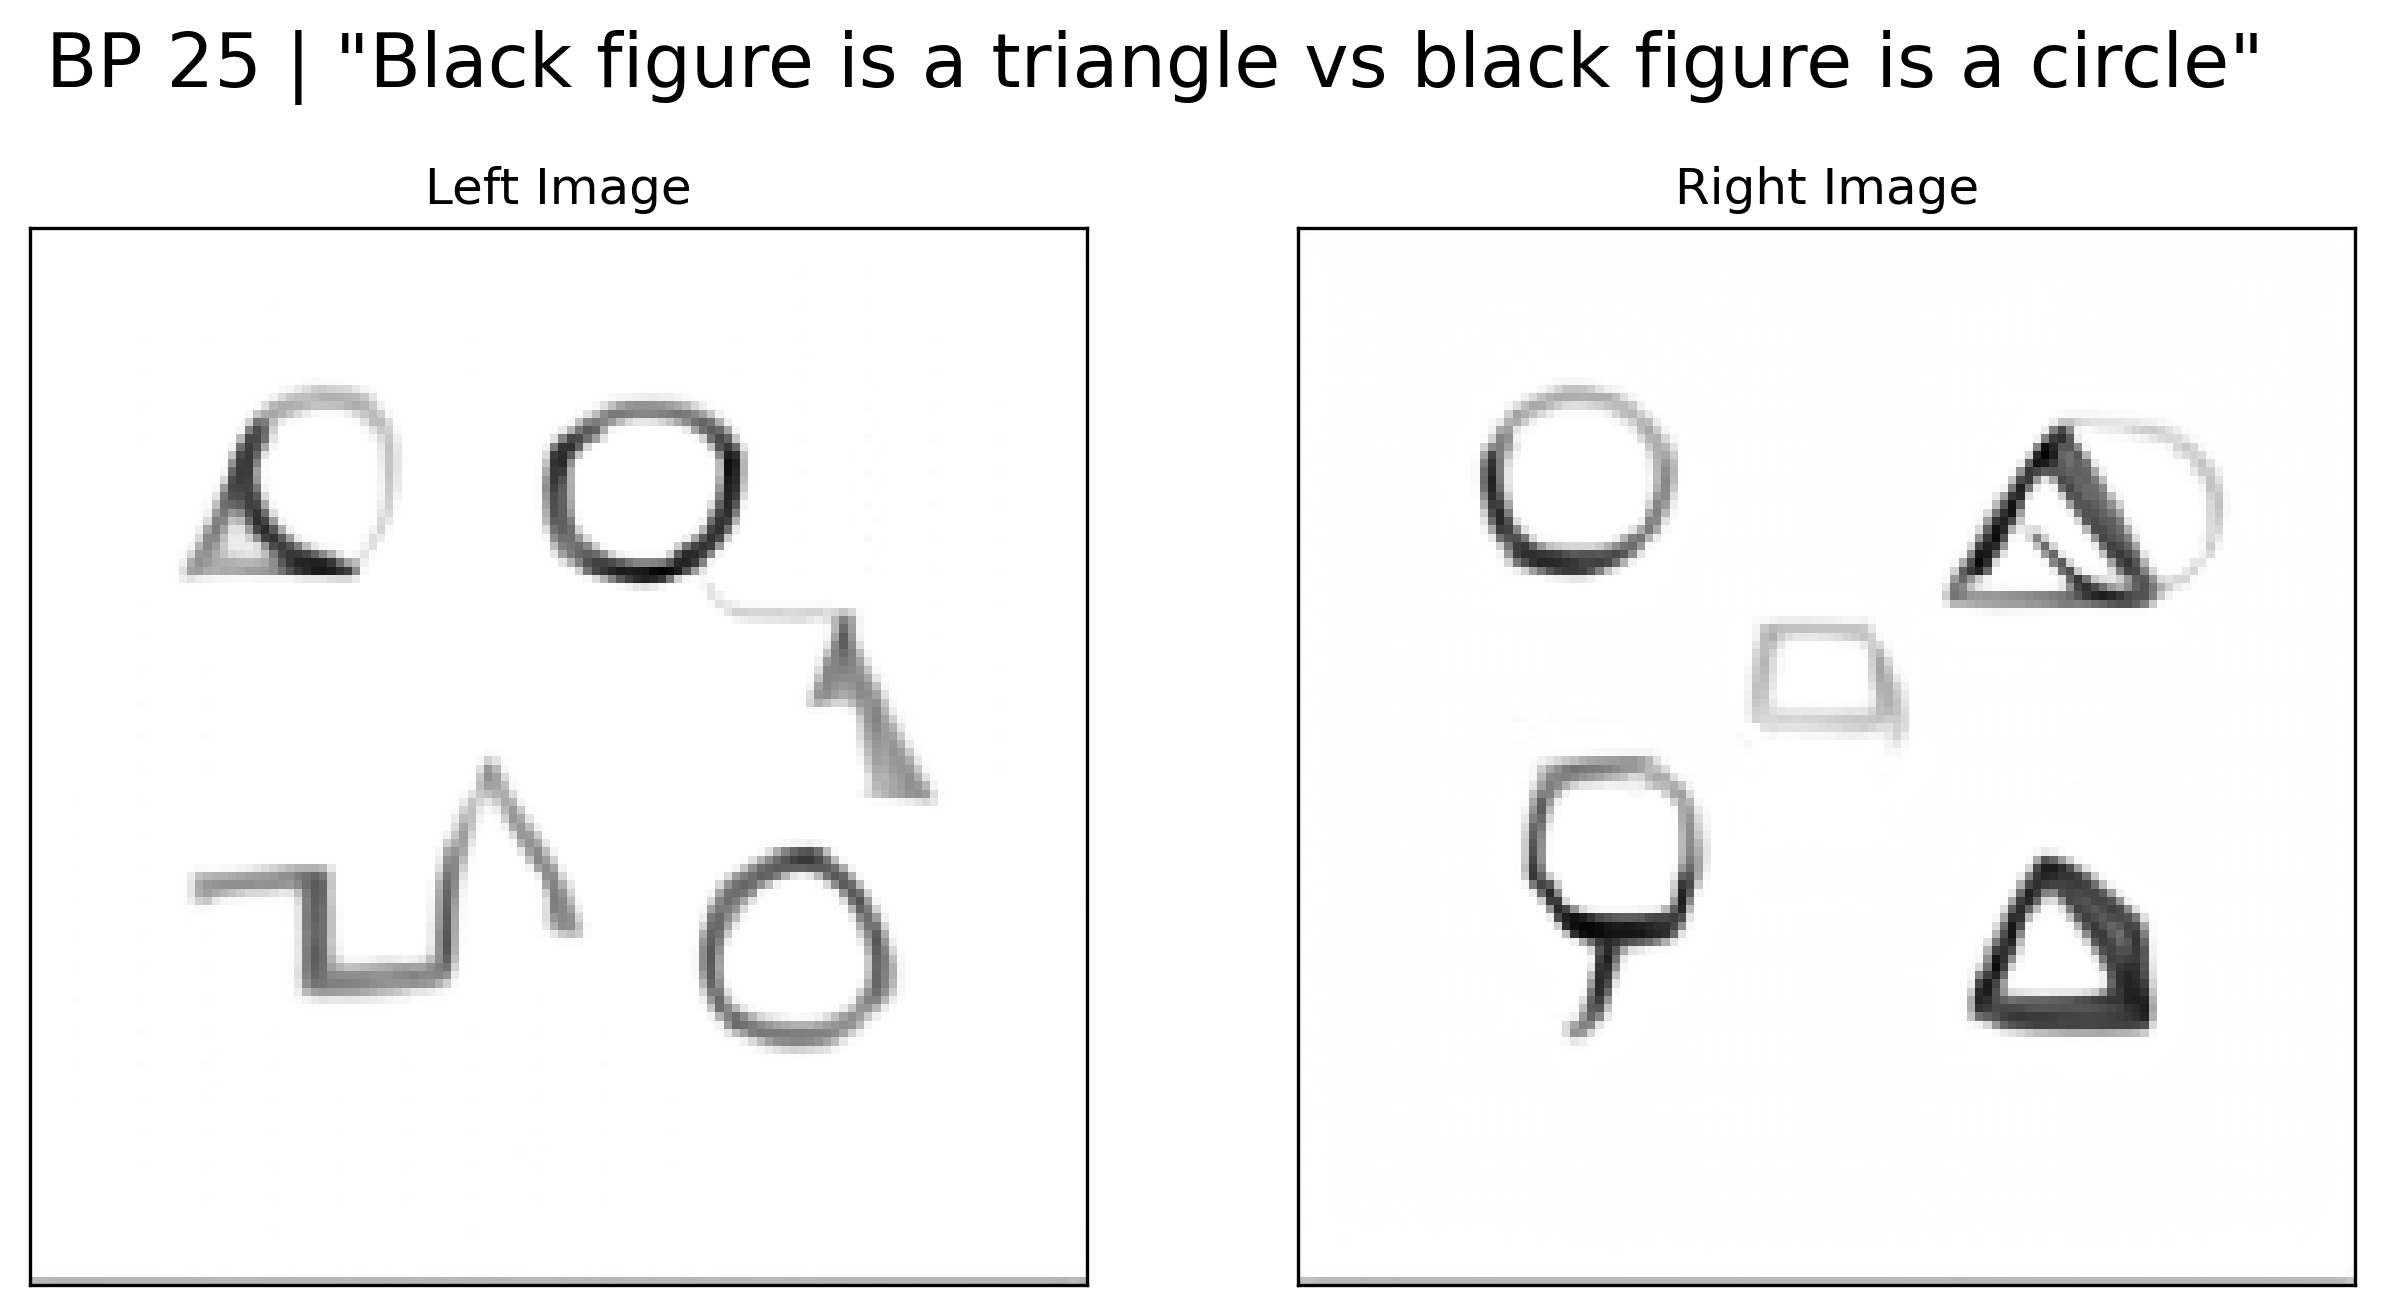 BP 25 | "Black figure is a triangle vs black figure is a circle"
Left Image
Right Image